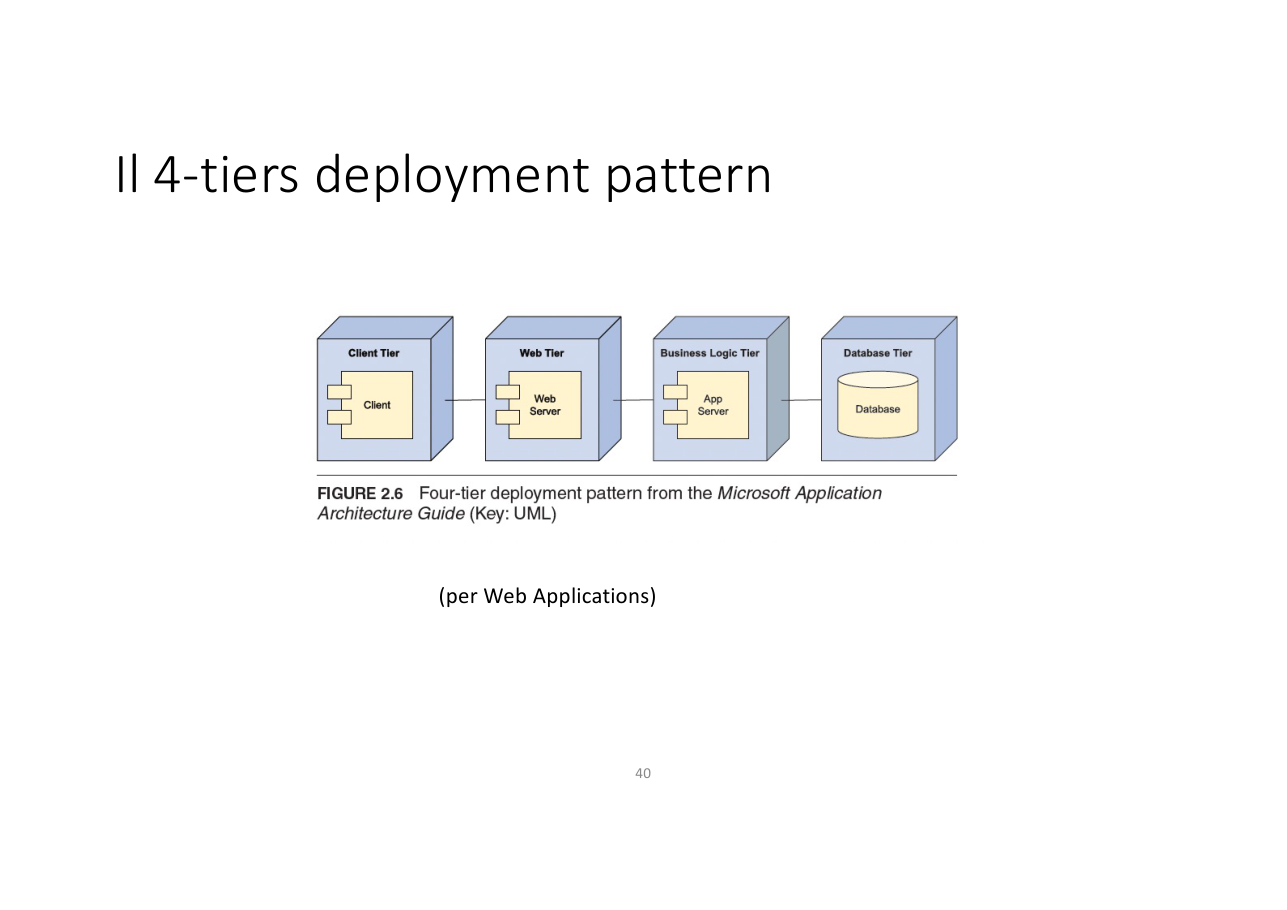 Il 4-tiers deployment pattern
Client Tier
Client
Web Tier
Web
Server
Business Logic Tier
App
Server
Database Tier
Database
FIGURE 2.6 Four-tier deployment pattern from the Microsoft Application
Architecture Guide (Key: UML)
(per Web Applications)
40